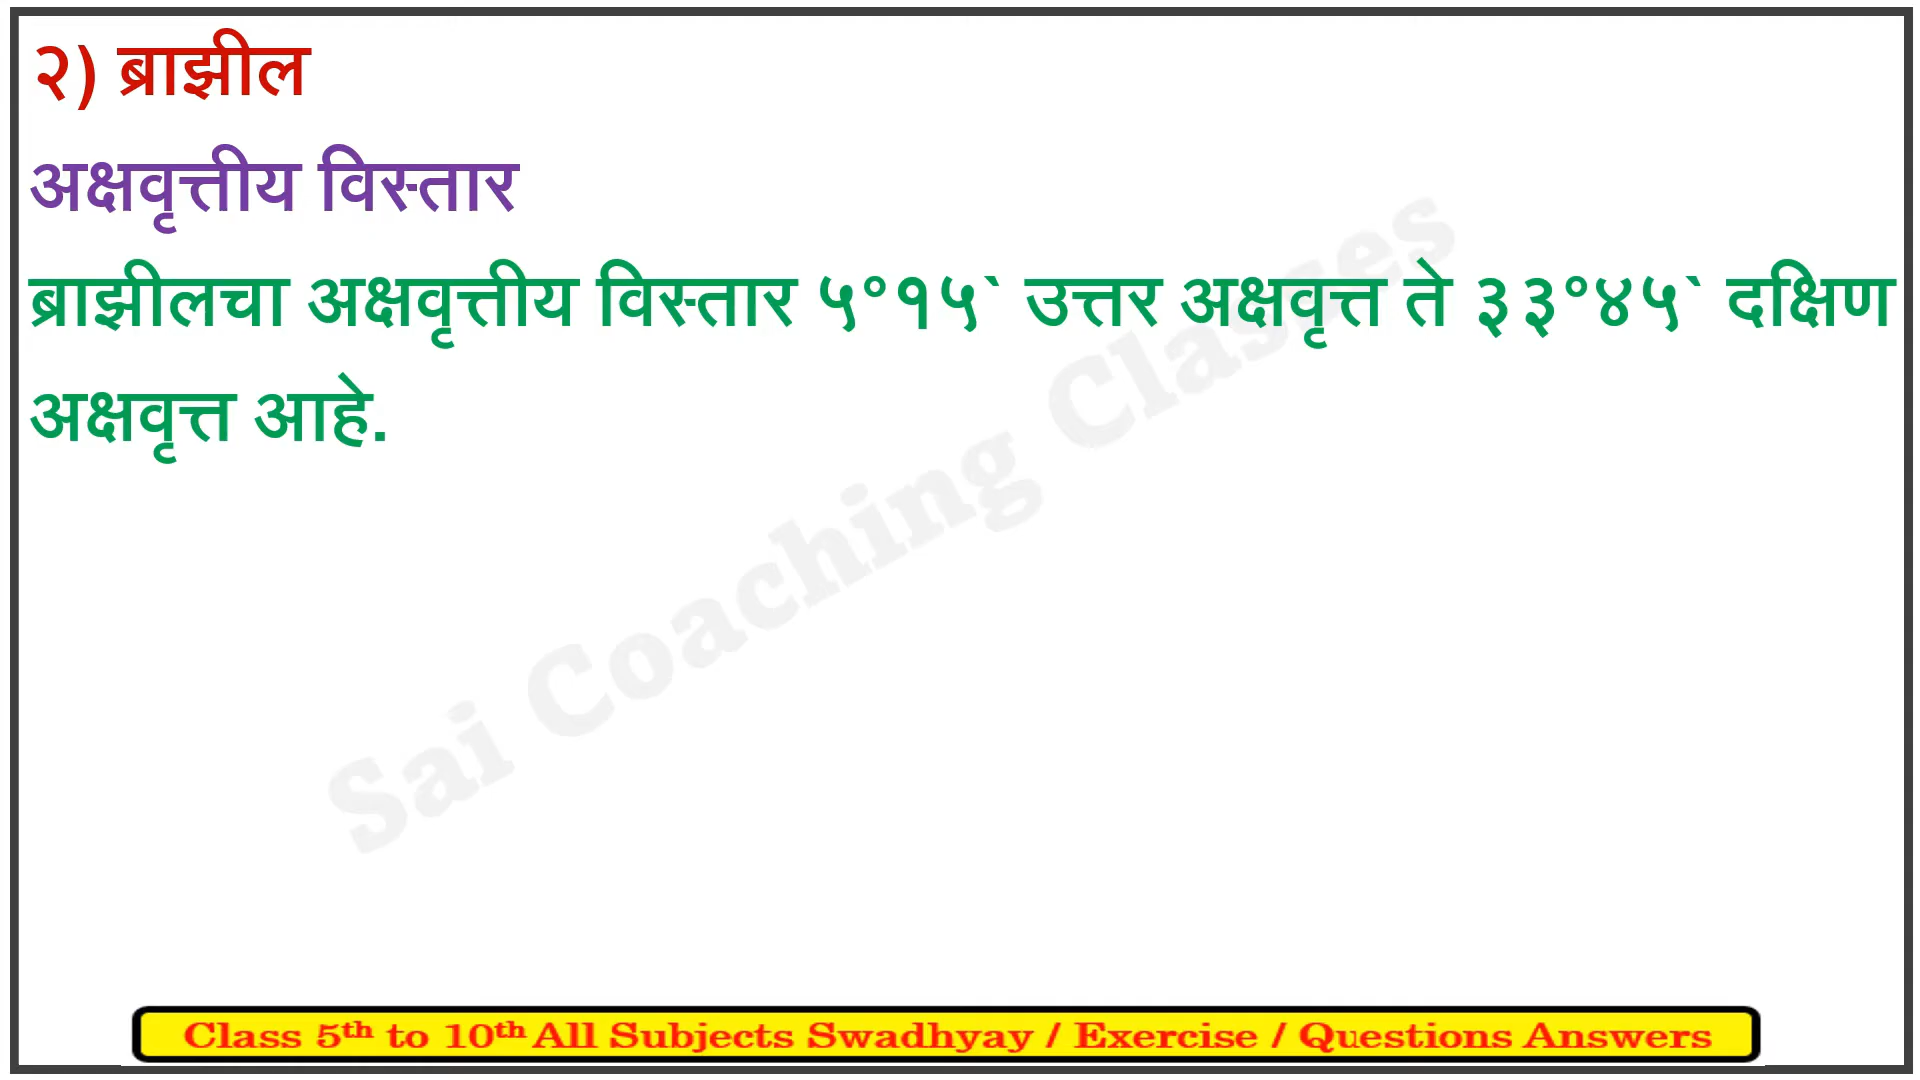 २) ब्राझील
अक्षवृत्तीय विस्तार
ब्राझीलचा अक्षवृत्तीय विस्तार ५°१५` उत्तर अक्षवृत्त ते ३३°४५` दक्षिण
अक्षवृत्त आहे.
Sai Coaching Classes
Class 5th to 10th All Subjects Swadhyay / Exercise / Questions Answers